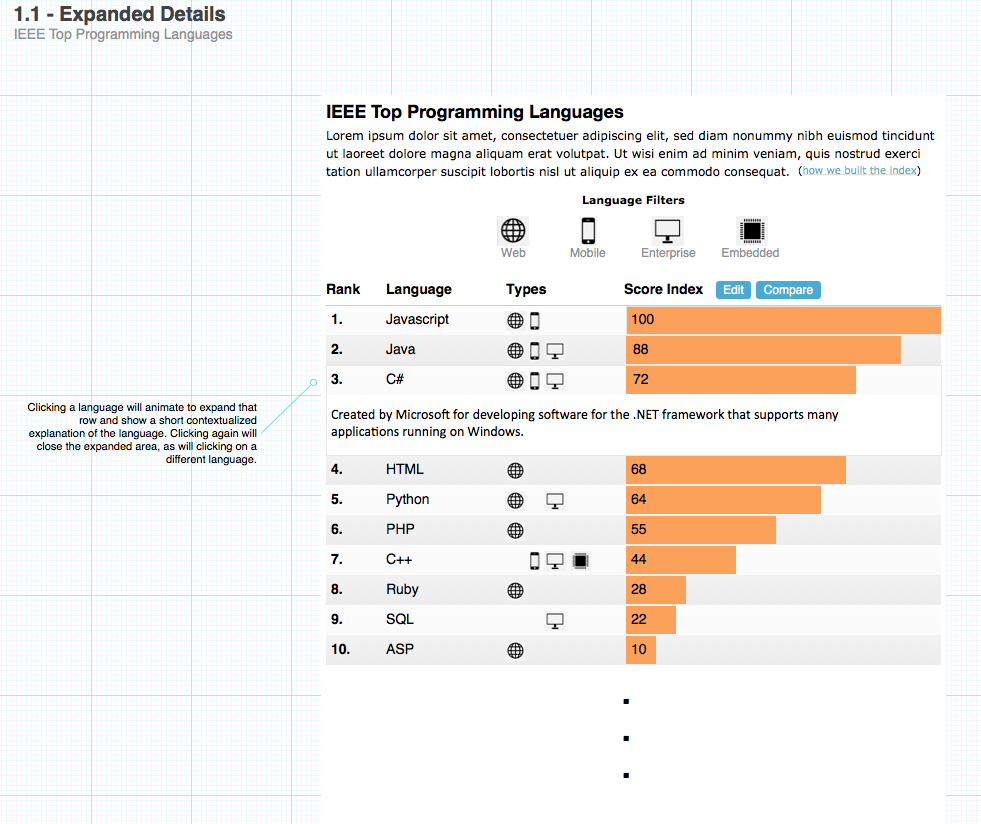 1.1 - Expanded Details
IEEE Top Programming Languages
IEEE Top Programming Languages
Lorem ipsum dolor sit amet, consectetuer adipiscing elit, sed diam nonummy nibh euismod tincidunt
ut laoreet dolore magna aliquam erat volutpat. Ut wisi enim ad minim veniam, quis nostrud exerci
tation ullamcorper suscipit lobortis nisl ut aliquip ex ea commodo consequat. (how we built the index)
Language Filters
Web Mobile Enterprise Embedded
Rank Language Types Score Index Edit Compare
1. Javascript 100
2. Java 88
3. C# 72
Clicking a language will animate to expand that
row and show a short contextualized
explanation of the language. Clicking again will
close the expanded area, as will clicking on a
different language.
Created by Microsoft for developing software for the .NET framework that supports many
applications running on Windows.
4. HTML 68
5. Python 64
6. PHP 55
7. C++ 44
8. Ruby 28
9. SQL 22
10. ASP 10